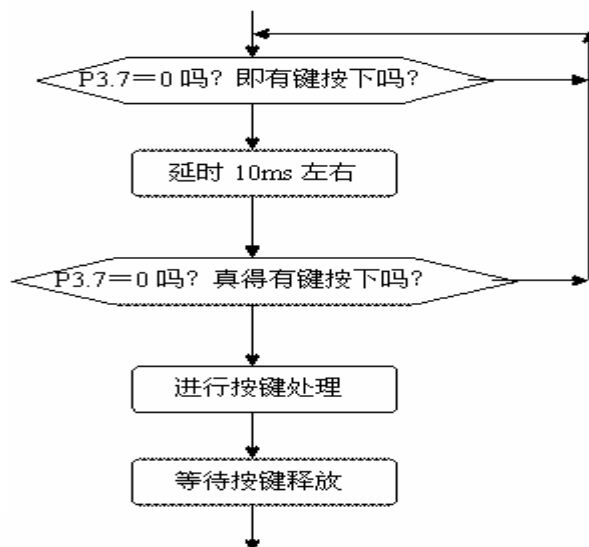 P3.7＝0 吗？即有键按下吗？
延时 10ms 左右
P3.7＝0 吗？真得有键按下吗？
进行按键处理
等待按键释放